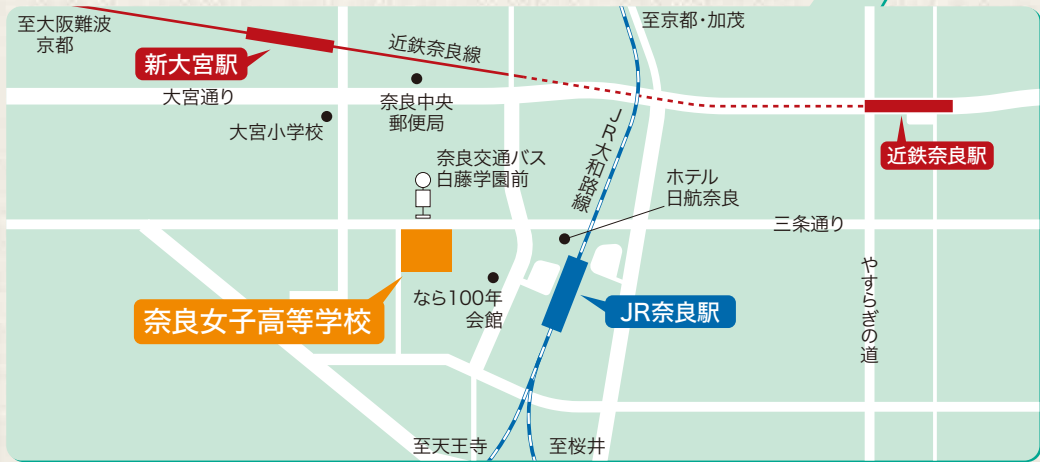 至大阪難波
京都
至京都・加茂
近鉄奈良線
新大宮駅
大宮通り
奈良中央
郵便局
大宮小学校
JR大和路線
近鉄奈良駅
奈良交通バス
白藤学園前
ホテル
日航奈良
三条通り
なら100年
会館
やすらぎの道
奈良女子高等学校
JR奈良駅
至天王寺
至桜井